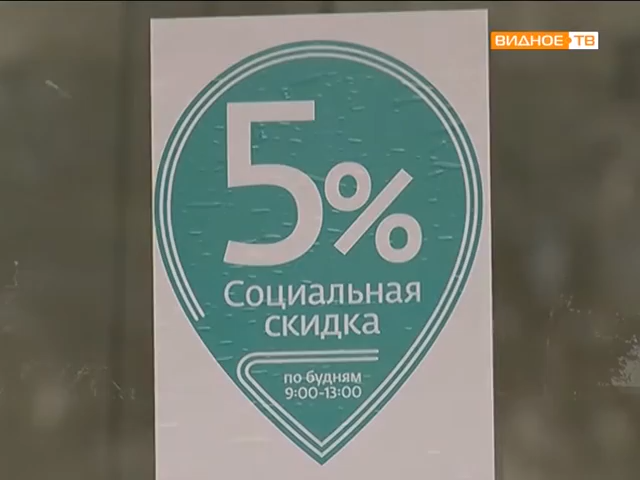 ВИДНОЕ ТВ
5%
Социальная
скидка
по будням
9:00-13:00